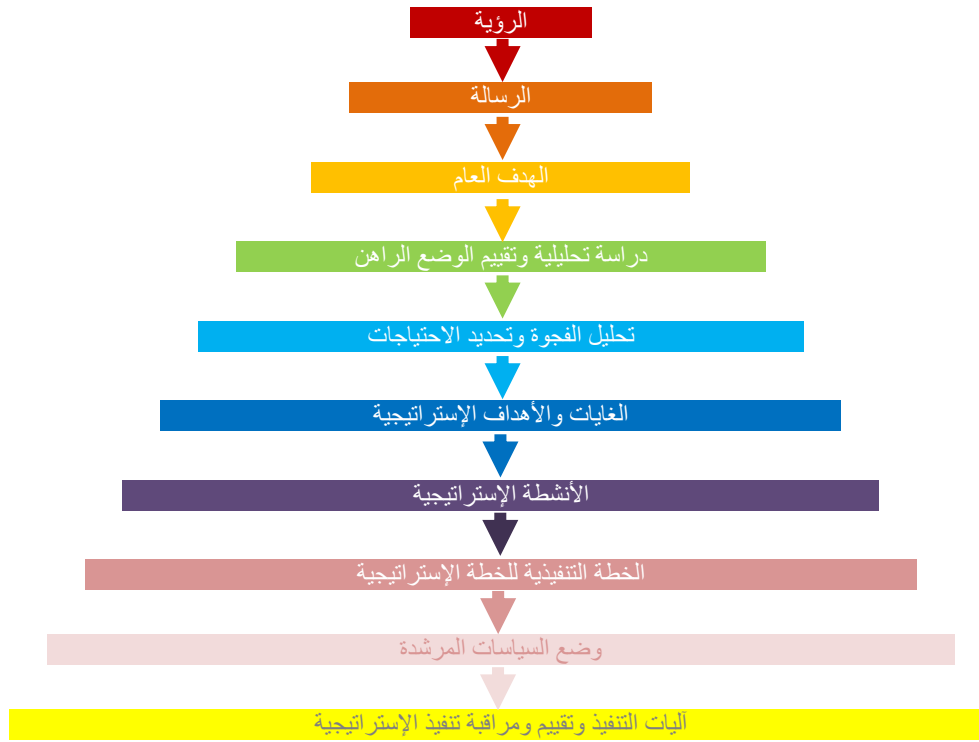 الرؤية
الرسالة
الهدف العام
دراسة تحليلية وتقييم الوضع الراهن
تحليل الفجوة وتحديد الاحتياجات
الغايات والأهداف الإستراتيجية
الأنشطة الإستراتيجية
الخطة التنفيذية للخطة الإستراتيجية
وضع السياسات المرشدة
آليات التنفيذ وتقييم ومراقبة تنفيذ الإستراتيجية